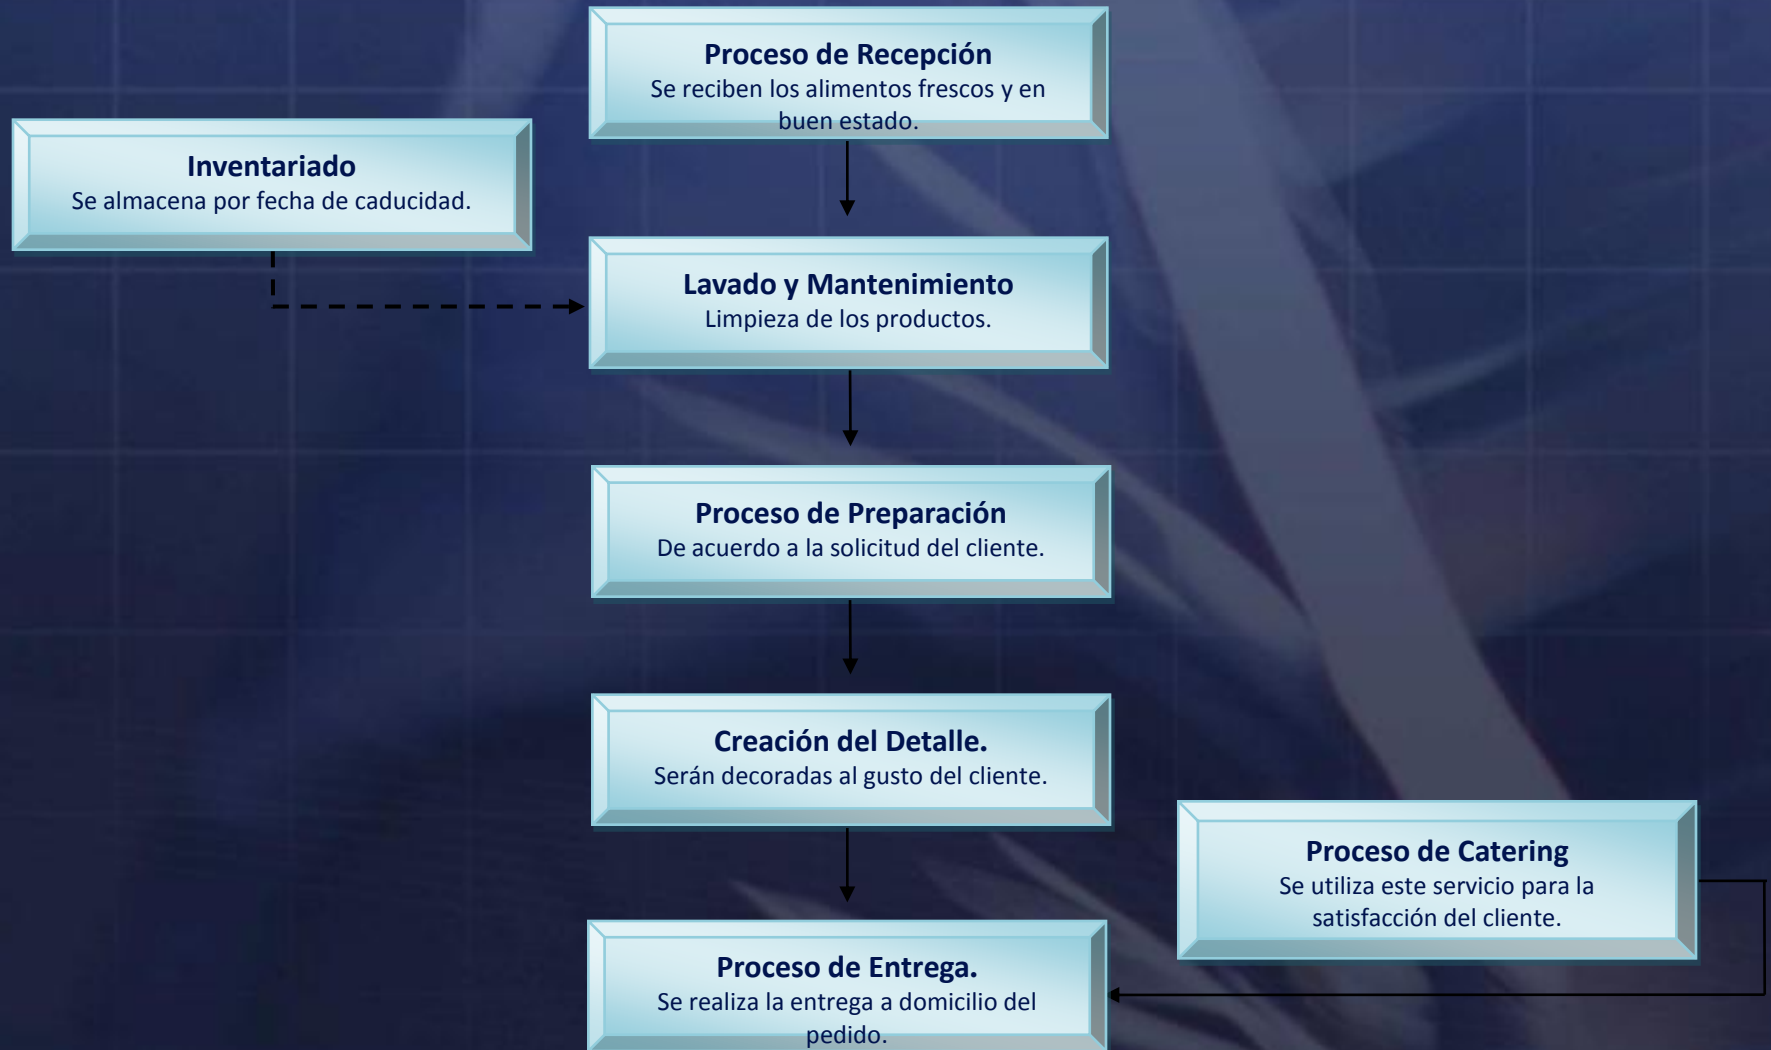 Proceso de Recepción
Se reciben los alimentos frescos y en
buen estado.
Inventariado
Se almacena por fecha de caducidad.
Lavado y Mantenimiento
Limpieza de los productos.
Proceso de Preparación
De acuerdo a la solicitud del cliente.
Creación del Detalle.
Serán decoradas al gusto del cliente.
Proceso de Catering
Se utiliza este servicio para la
satisfacción del cliente.
Proceso de Entrega.
Se realiza la entrega a domicilio del
pedido.